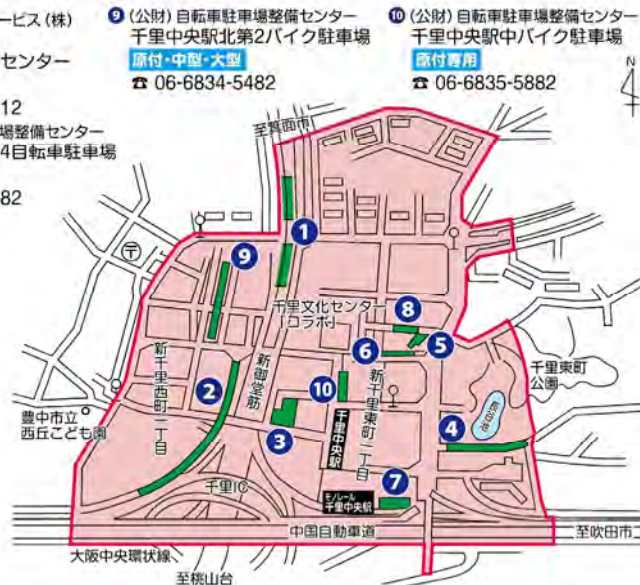 ービス(株)
センター
12
場整備センター
4自転車駐車場
82
❾(公財)自転車駐車場整備センター
千里中央駅北第2バイク駐車場
原付・中型・大型
☎ 06-6834-5482
❿(公財)自転車駐車場整備センター
千里中央駅中バイク駐車場
原付専用
☎ 06-6835-5882
N
至箕面市
1
9
千里文化センター
「コラボ」
8
5
6
新千里西町一丁目
2
新御堂筋
10
新千里東町一丁目
千里東町
公園
豊中市立
西丘こども園
3
千里中央駅
4
千里IC
7
モノレール
千里中央駅
中国自動車道
至吹田市
大阪中央環状線
至桃山台